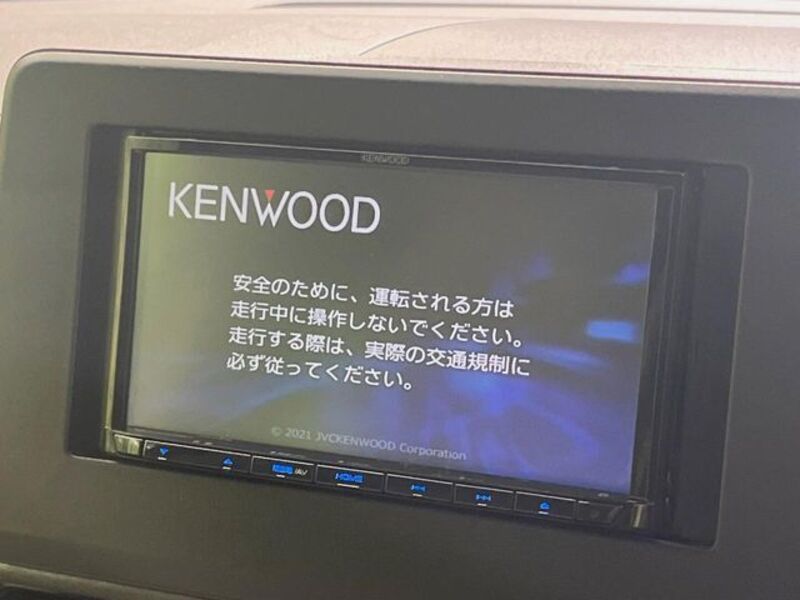 KENWOOD
KENWOOD
安全のために、運転される方は
走行中に操作しないでください。
走行する際は、実際の交通規制に
必ず従ってください。
© 2021 JVCKENWOOD Corporation
HOME